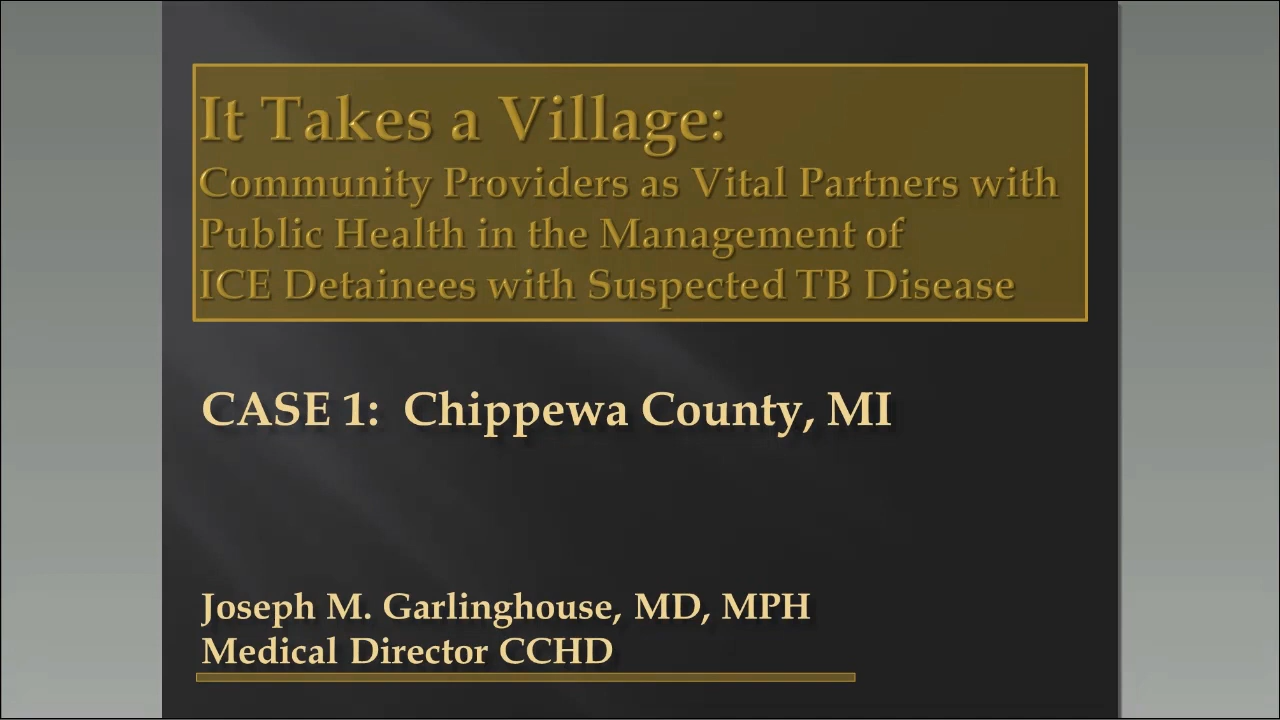 It Takes a Village:
Community Providers as Vital Partners with
Public Health in the Management of
ICE Detainees with Suspected TB Disease
CASE 1:  Chippewa County, MI
Joseph M. Garlinghouse, MD, MPH
Medical Director CCHD